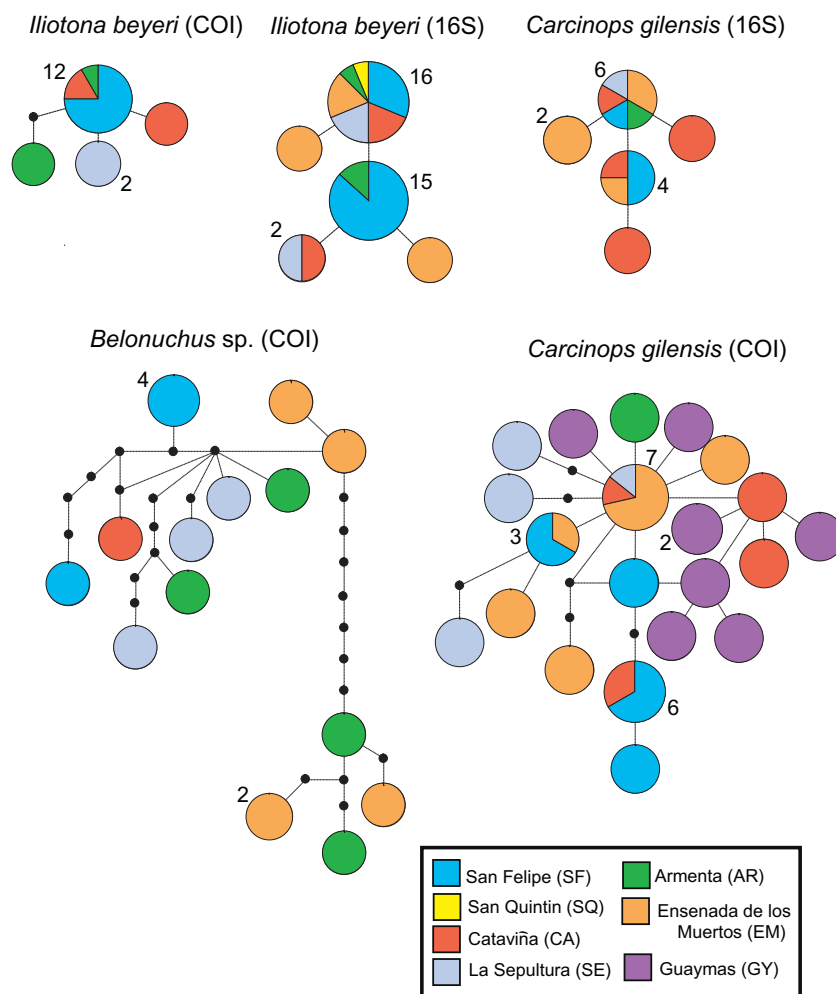 Iliotona beyeri (COI)
Iliotona beyeri (16S)
Carcinops gilensis (16S)
12
2
16
15
2
6
2
4
Belonuchus sp. (COI)
Carcinops gilensis (COI)
4
2
7
3
2
6
San Felipe (SF)
San Quintin (SQ)
Cataviña (CA)
La Sepultura (SE)
Armenta (AR)
Ensenada de los
Muertos (EM)
Guaymas (GY)